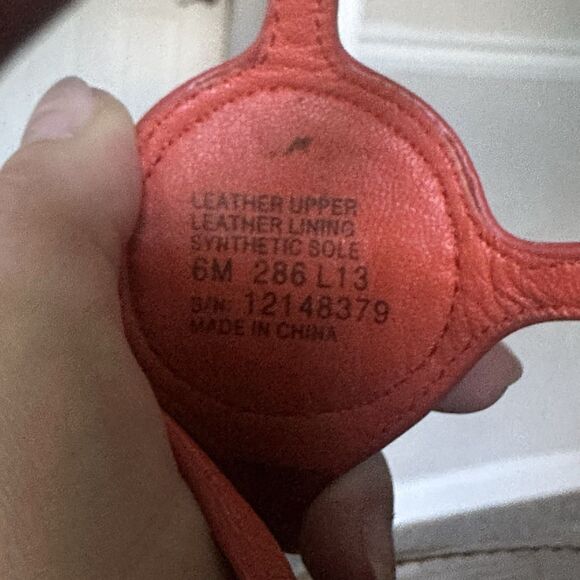 LEATHER UPPER
LEATHER LINING
SYNTHETIC SOLE
6M 286 L13
S/N: 12148379
MADE IN CHINA